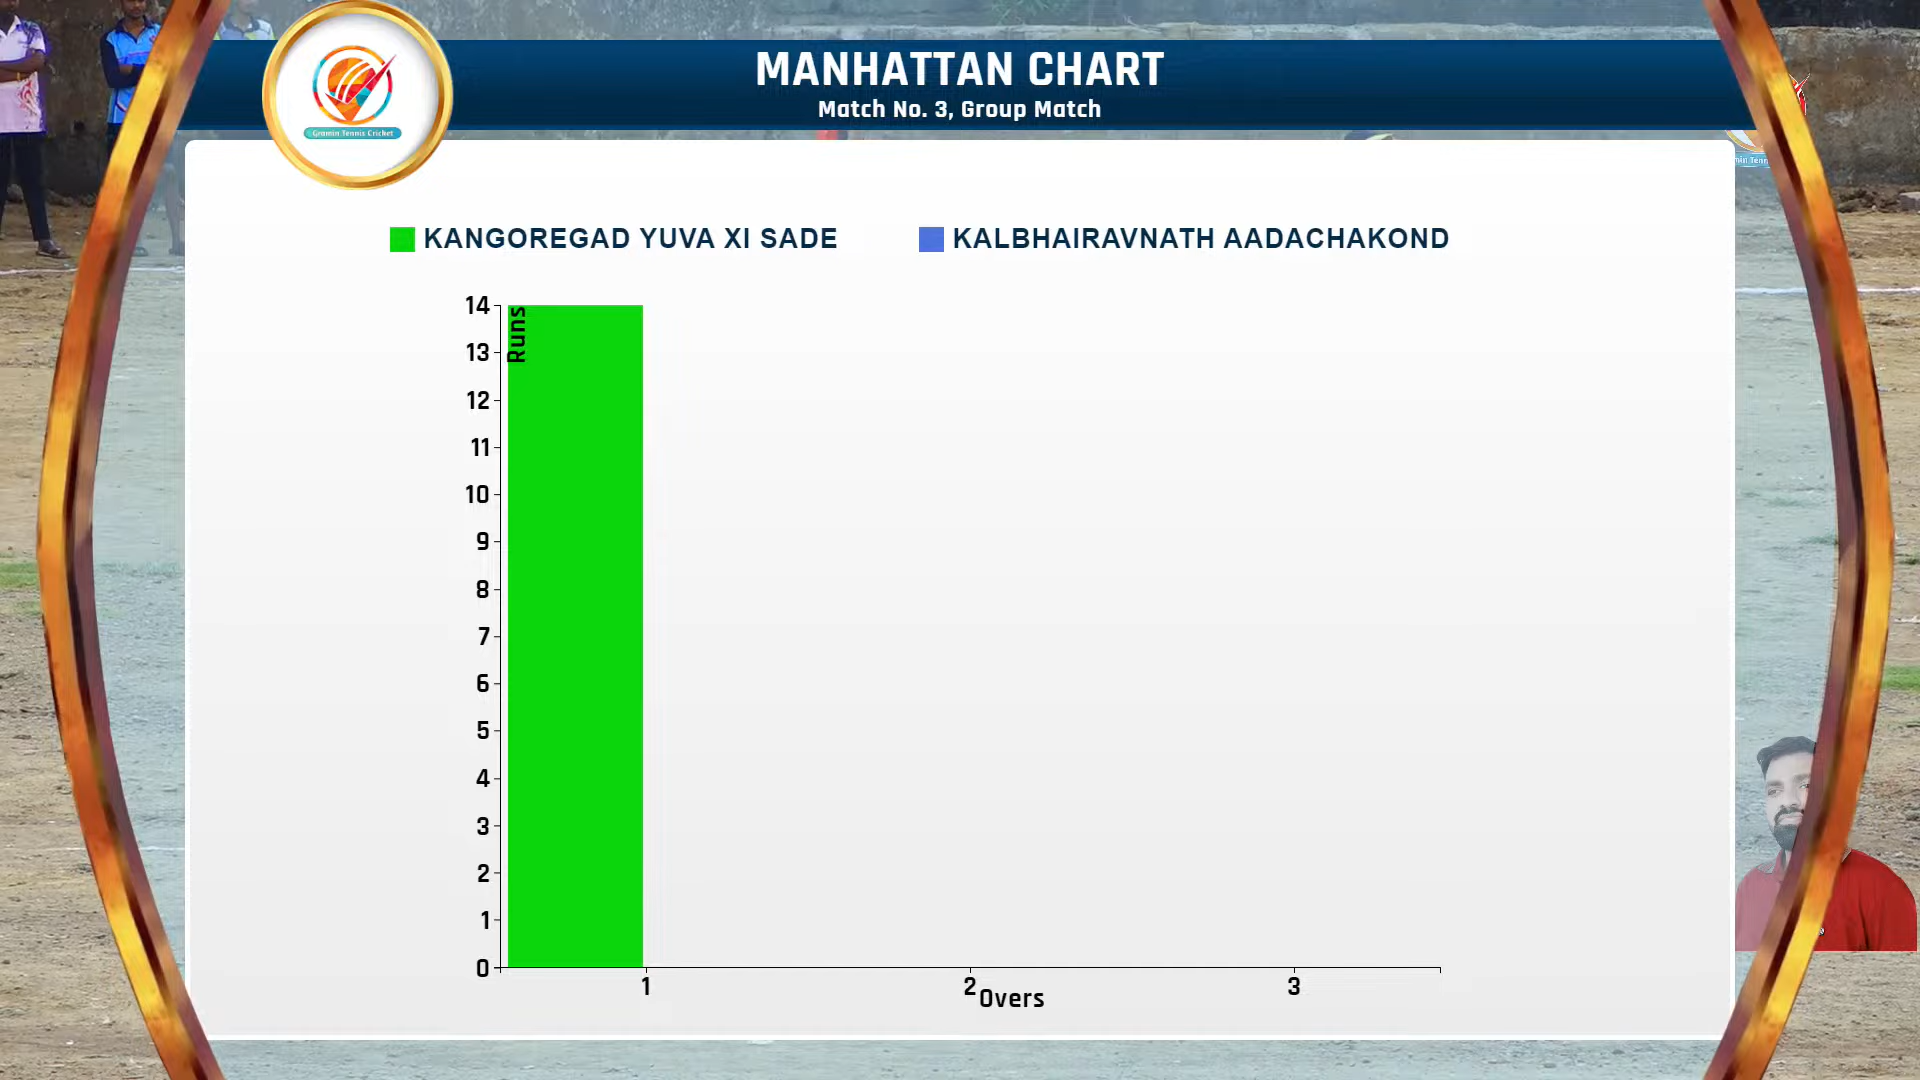 MANHATTAN CHART
Match No. 3, Group Match
Gramin Tennis Cricket
KANGOREGAD YUVA XI SADE
KALBHAIRAVNATH AADACHAKOND
Runs
14
13
12
11
10
9
8
7
6
5
4
3
2
1
0
1
2
3
Overs